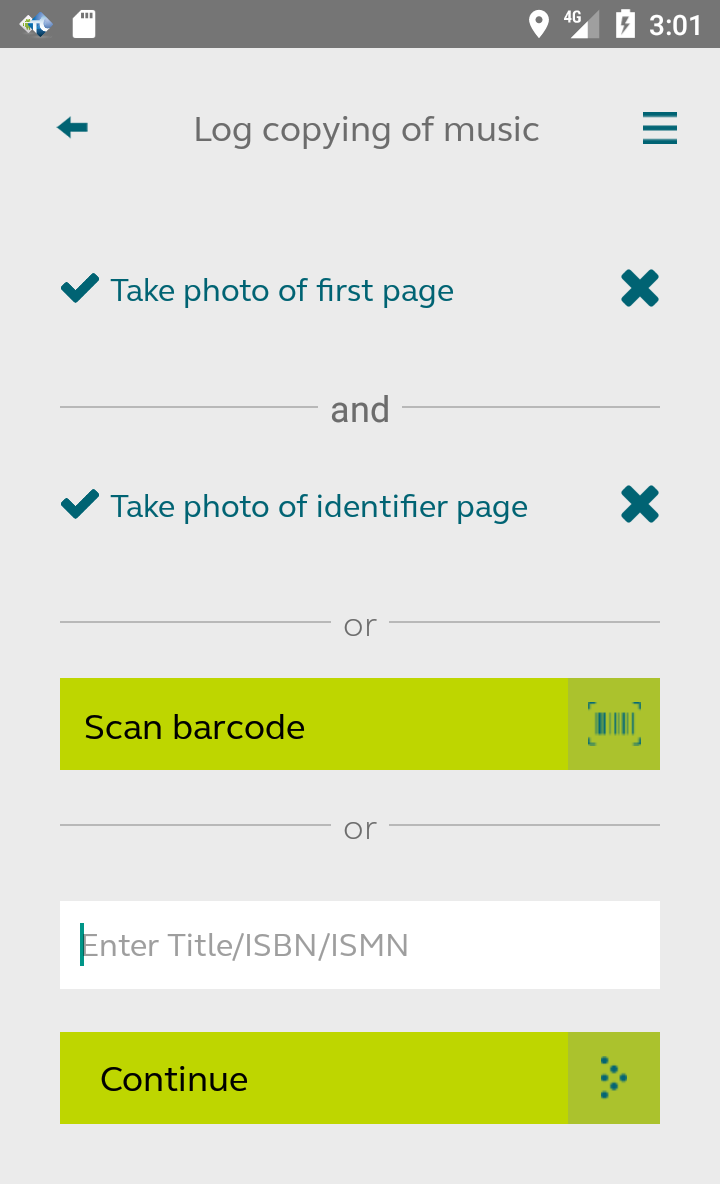 4G 3:01
Log copying of music
Take photo of first page
and
Take photo of identifier page
or
Scan barcode
or
Enter Title/ISBN/ISMN
Continue